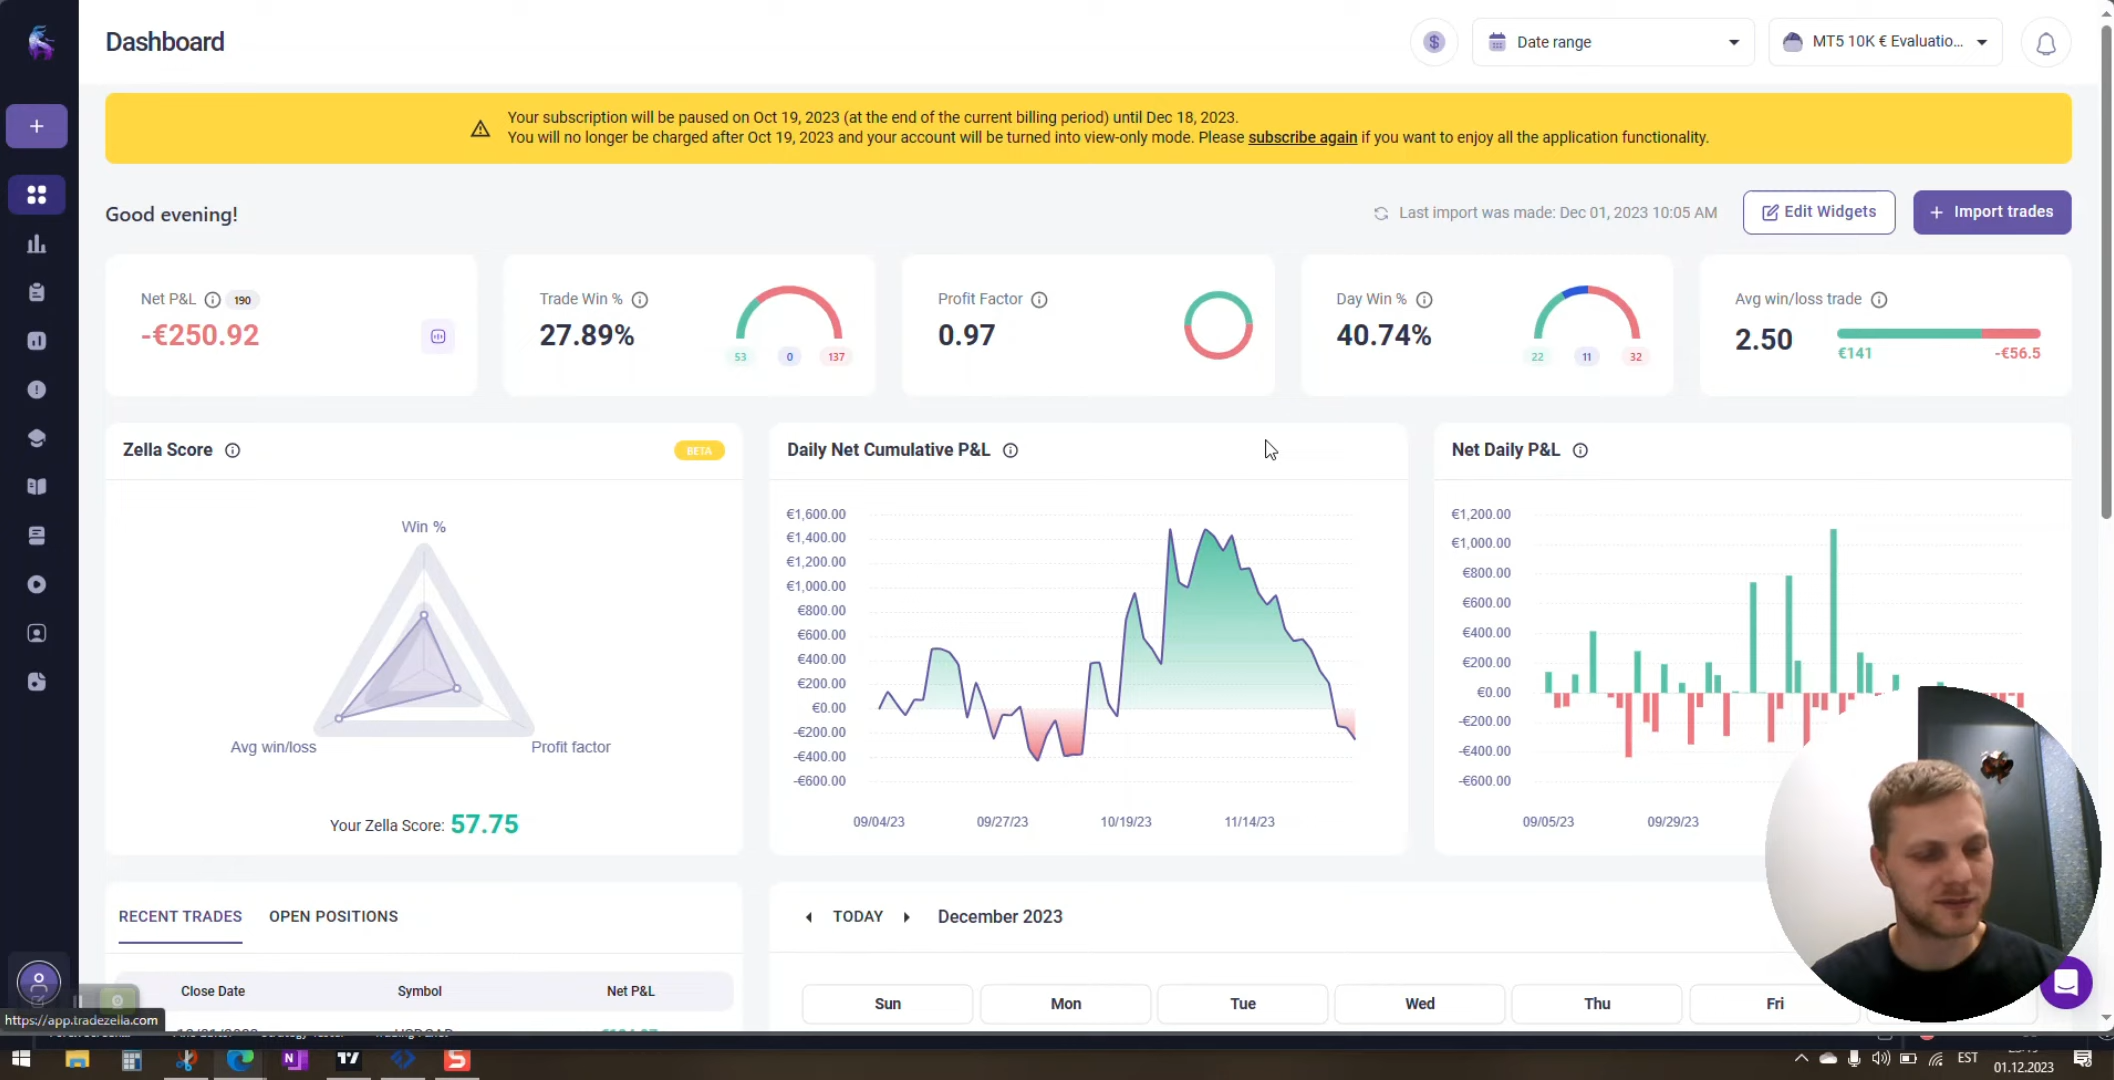 Dashboard
Date range
MT5 10K € Evaluatio...
Your subscription will be paused on Oct 19, 2023 (at the end of the current billing period) until Dec 18, 2023.
You will no longer be charged after Oct 19, 2023 and your account will be turned into view-only mode. Please subscribe again if you want to enjoy all the application functionality.
Good evening!
Last import was made: Dec 01, 2023 10:05 AM
Edit Widgets
+ Import trades
Net P&L 190
-€250.92
Trade Win %
27.89%
53 0 137
Profit Factor
0.97
Day Win %
40.74%
22 11 32
Avg win/loss trade
2.50
€141 -€56.5
Zella Score
BETA
Win %
Avg win/loss
Profit factor
Your Zella Score: 57.75
Daily Net Cumulative P&L
€1,600.00
€1,400.00
€1,200.00
€1,000.00
€800.00
€600.00
€400.00
€200.00
€0.00
-€200.00
-€400.00
-€600.00
09/04/23 09/27/23 10/19/23 11/14/23
Net Daily P&L
€1,200.00
€1,000.00
€800.00
€600.00
€400.00
€200.00
€0.00
-€200.00
-€400.00
-€600.00
09/05/23 09/29/23
RECENT TRADES OPEN POSITIONS
Close Date Symbol Net P&L
TODAY December 2023
Sun Mon Tue Wed Thu Fri
https://app.tradezella.com
EST
01.12.2023